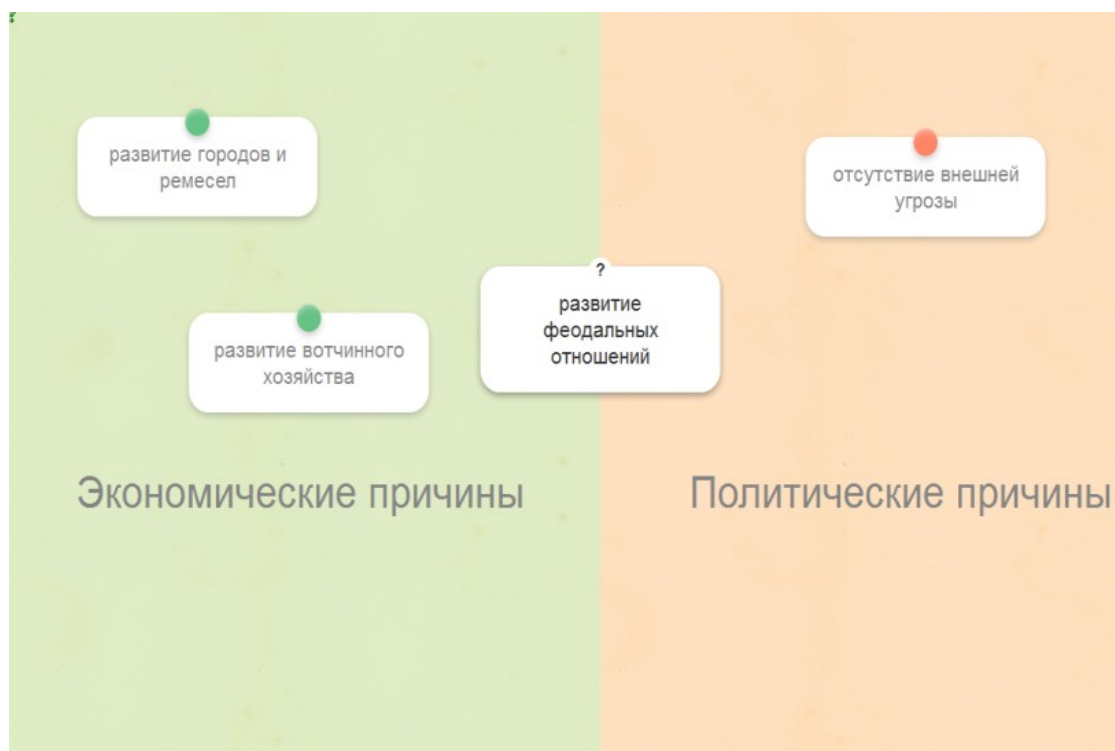 развитие городов и
ремесел
отсутствие внешней
угрозы
?
развитие
феодальных
отношений
развитие вотчинного
хозяйства
Экономические причины
Политические причины